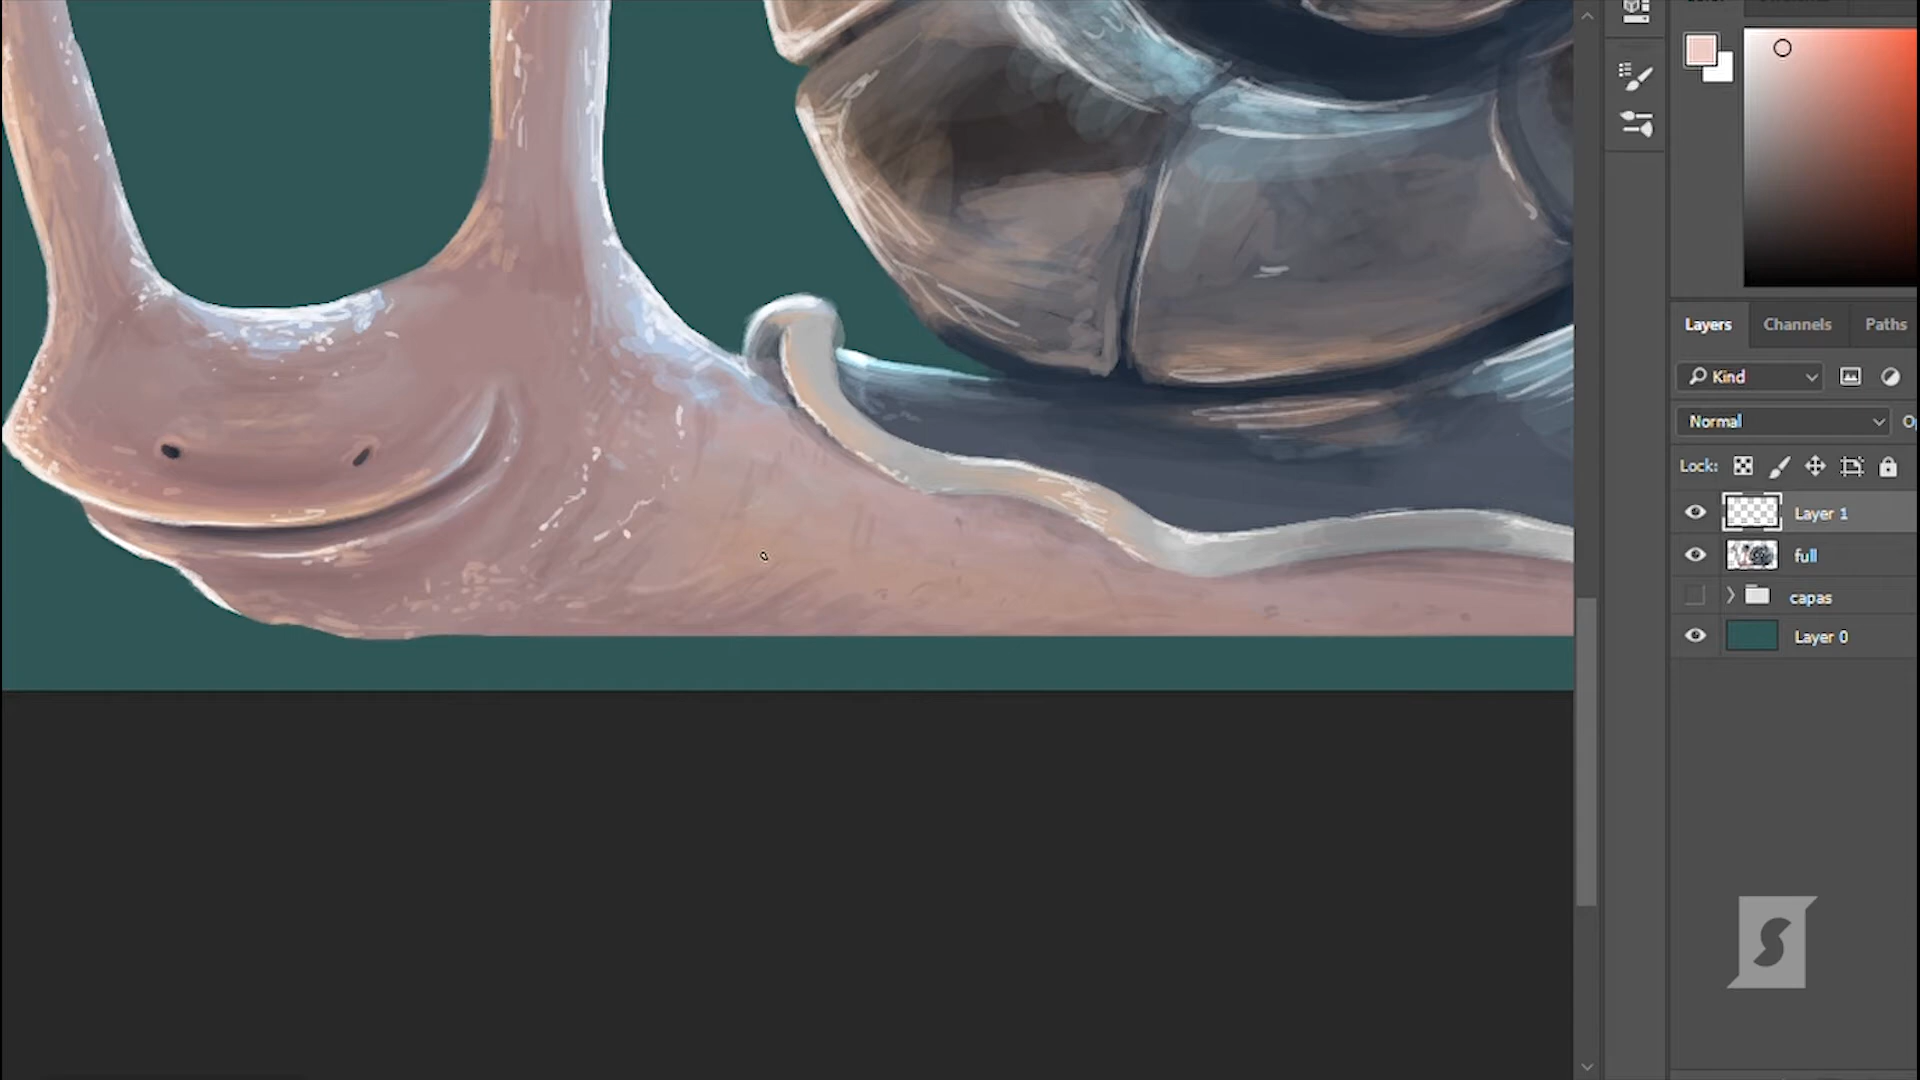 Layers Channels Paths
Kind
Normal
Lock:
Layer 1
full
capas
Layer 0
S